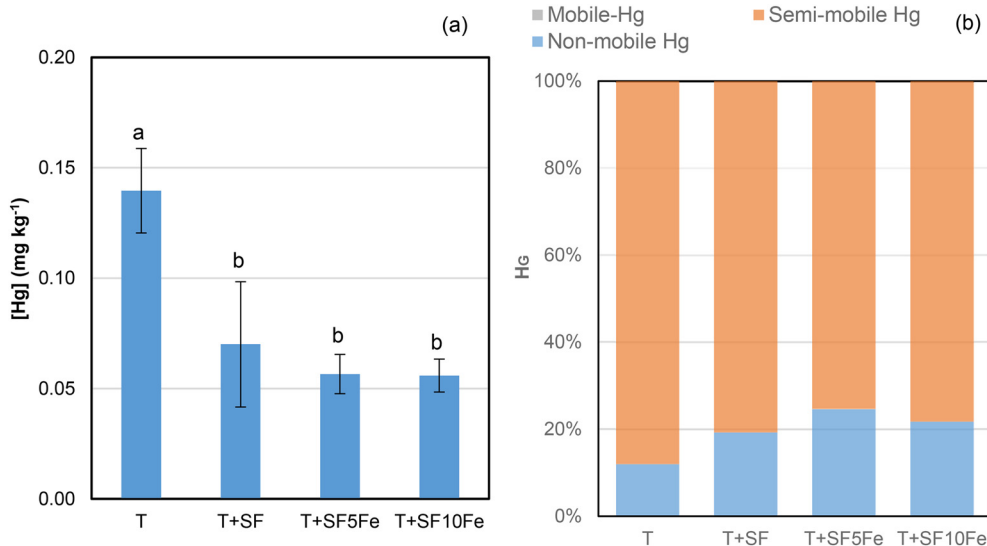 (a)
[Hg] (mg kg⁻¹)
0.20
0.15
0.10
0.05
0.00
a
b
b
b
T
T+SF
T+SF5Fe
T+SF10Fe
Mobile-Hg
Semi-mobile Hg
Non-mobile Hg
(b)
HG
100%
80%
60%
40%
20%
0%
T
T+SF
T+SF5Fe
T+SF10Fe